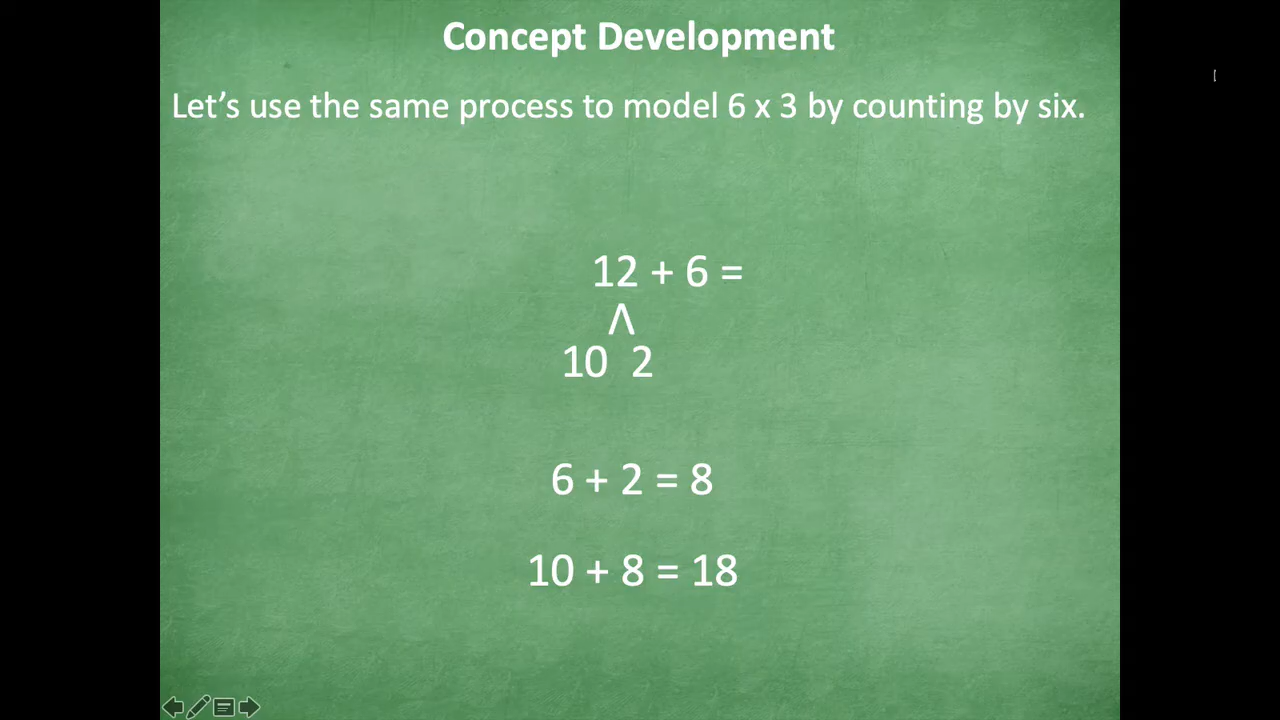 Concept Development
Let's use the same process to model 6 x 3 by counting by six.
12 + 6 =
Λ
10 2
6 + 2 = 8
10 + 8 = 18